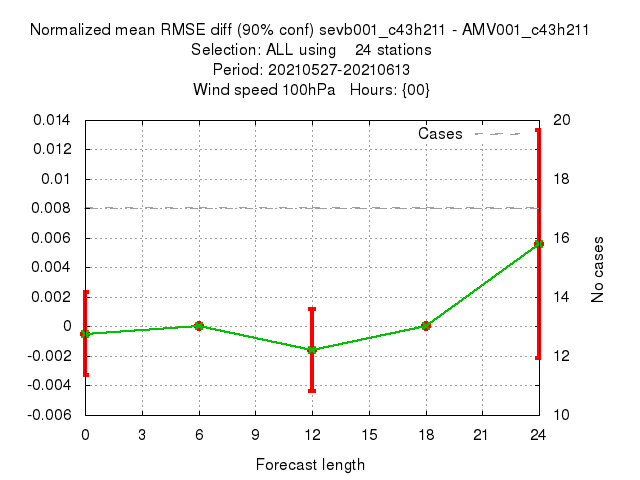 Normalized mean RMSE diff (90% conf) sevb001_c43h211 - AMV001_c43h211
Selection: ALL using 24 stations
Period: 20210527-20210613
Wind speed 100hPa Hours: {00}
Cases
0.014
0.012
0.01
0.008
0.006
0.004
0.002
0
-0.002
-0.004
-0.006
20
18
16
14
12
10
No cases
0 3 6 9 12 15 18 21 24
Forecast length